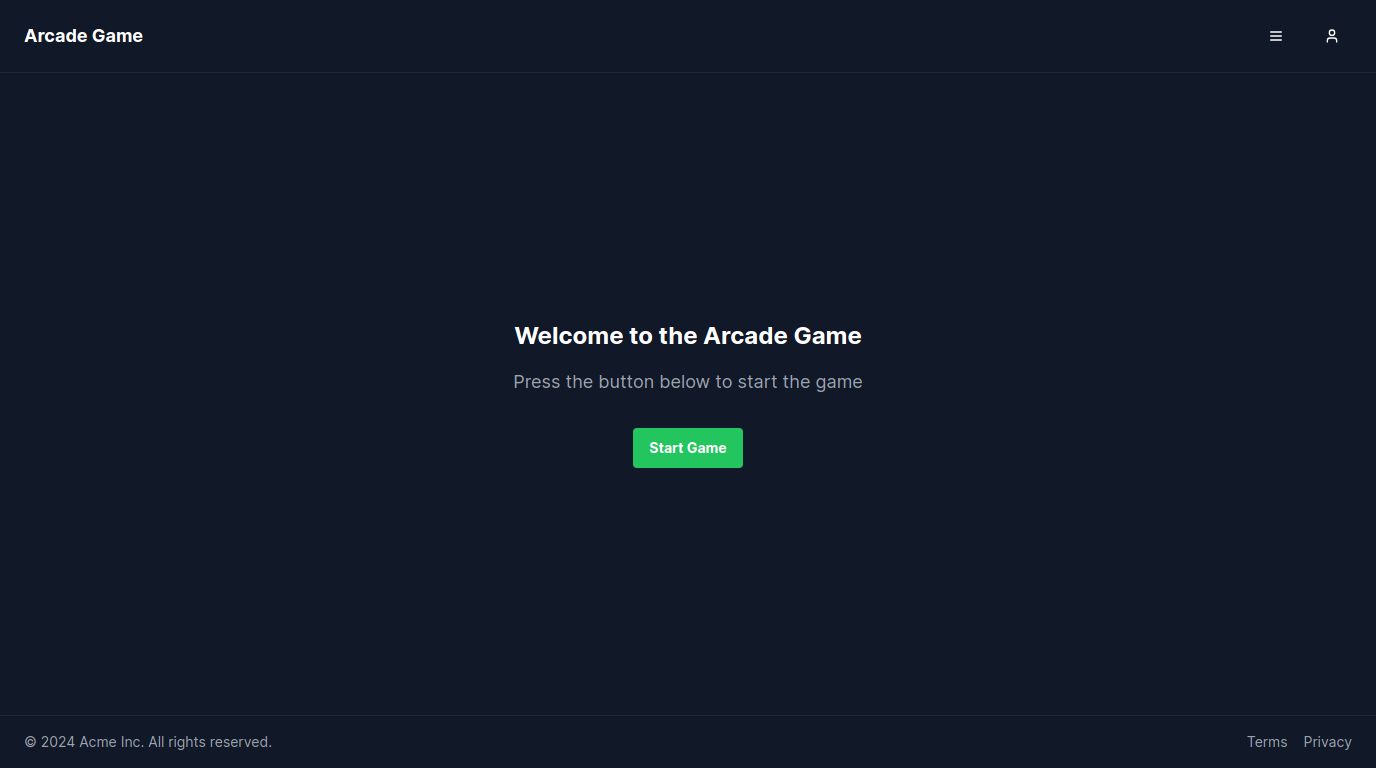 Arcade Game
Welcome to the Arcade Game
Press the button below to start the game
Start Game
© 2024 Acme Inc. All rights reserved.
Terms
Privacy